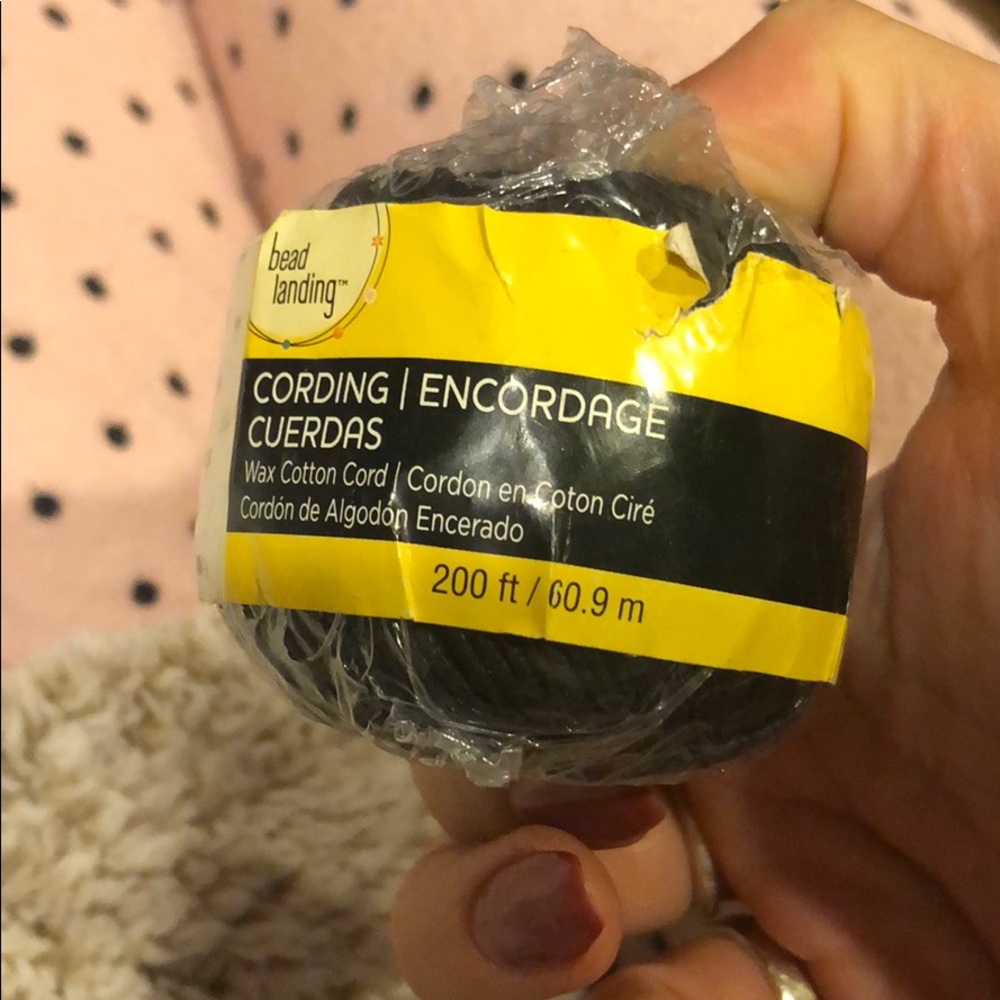 bead
landing™
CORDING | ENCORDAGE
CUERDAS
Wax Cotton Cord | Cordon en Coton Ciré
Cordón de Algodón Encerado
200 ft / 60.9 m